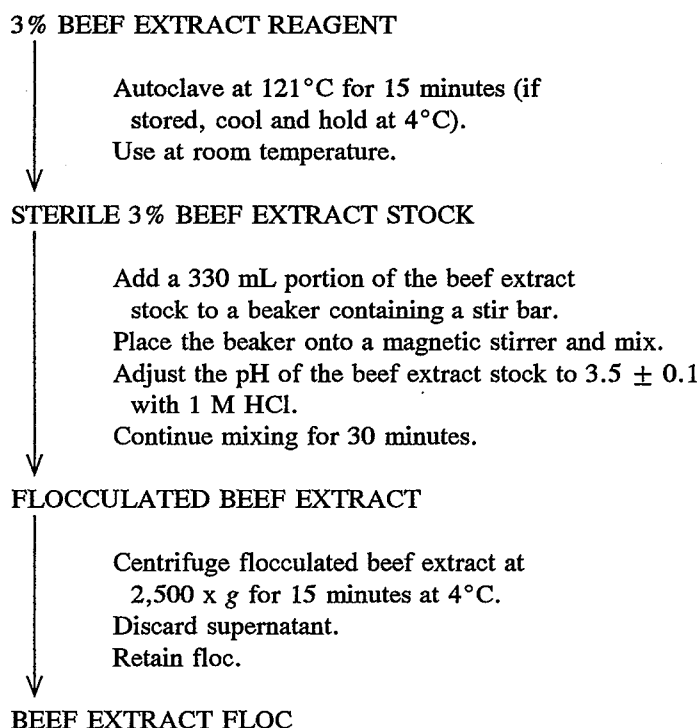 3% BEEF EXTRACT REAGENT
Autoclave at 121°C for 15 minutes (if
stored, cool and hold at 4°C).
Use at room temperature.
STERILE 3% BEEF EXTRACT STOCK
Add a 330 mL portion of the beef extract
stock to a beaker containing a stir bar.
Place the beaker onto a magnetic stirrer and mix.
Adjust the pH of the beef extract stock to 3.5 ± 0.1
with 1 M HCl.
Continue mixing for 30 minutes.
FLOCCULATED BEEF EXTRACT
Centrifuge flocculated beef extract at
2,500 x g for 15 minutes at 4°C.
Discard supernatant.
Retain floc.
BEEF EXTRACT FLOC